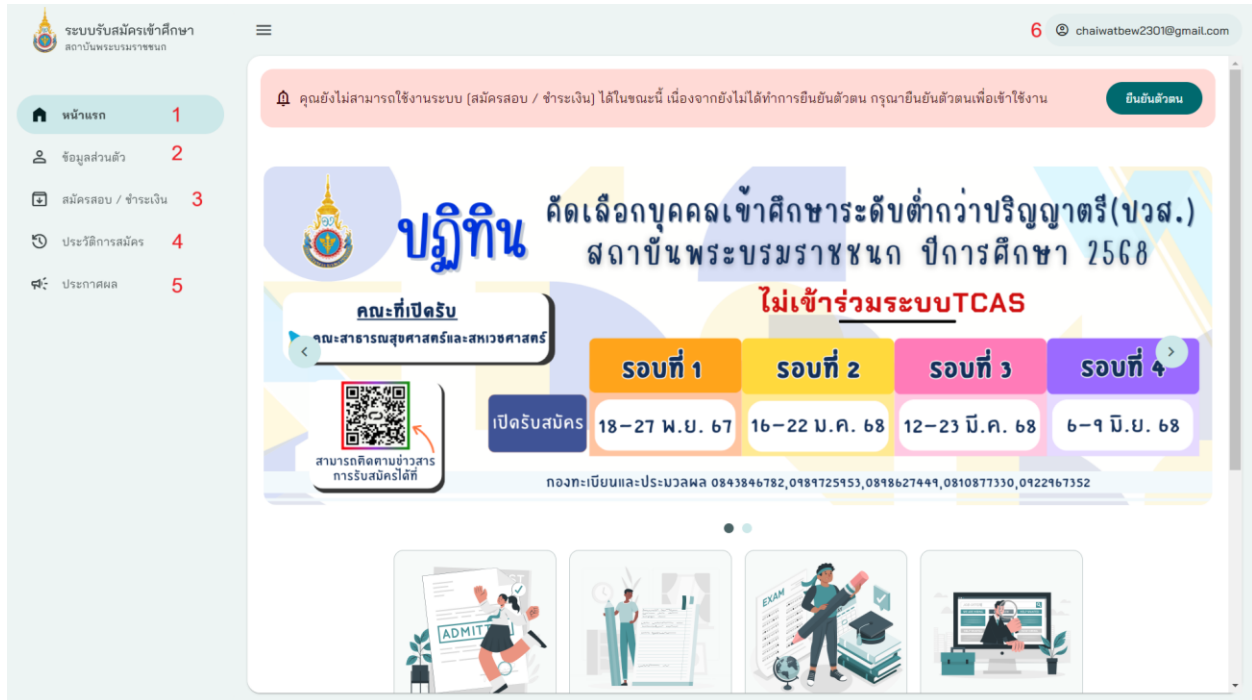 ระบบรับสมัครเข้าศึกษา
สถาบันพระบรมราชชนก
6 chaiwatbew2301@gmail.com
หน้าแรก 1
ข้อมูลส่วนตัว 2
สมัครสอบ / ชำระเงิน 3
ประวัติการสมัคร 4
ประกาศผล 5
คุณยังไม่สามารถใช้งานระบบ (สมัครสอบ / ชำระเงิน) ได้ในขณะนี้ เนื่องจากยังไม่ได้ทำการยืนยันตัวตน กรุณายืนยันตัวตนเพื่อเข้าใช้งาน
ยืนยันตัวตน
ปฏิทิน
คัดเลือกบุคคลเข้าศึกษาระดับต่ำกว่าปริญญาตรี(ปวส.)
สถาบันพระบรมราชชนก ปีการศึกษา 2568
ไม่เข้าร่วมระบบTCAS
คณะที่เปิดรับ
คณะสาธารณสุขศาสตร์และสหเวชศาสตร์
รอบที่ 1 รอบที่ 2 รอบที่ 3 รอบที่ 4
เปิดรับสมัคร 18-27 พ.ย. 67 16-22 ม.ค. 68 12-23 มี.ค. 68 6-9 มิ.ย. 68
สามารถติดตามข่าวสาร
การรับสมัครได้ที่
กองทะเบียนและประมวลผล 0843846782,0989725953,0898627449,0810877330,0922967352
ADMITT
EXAM